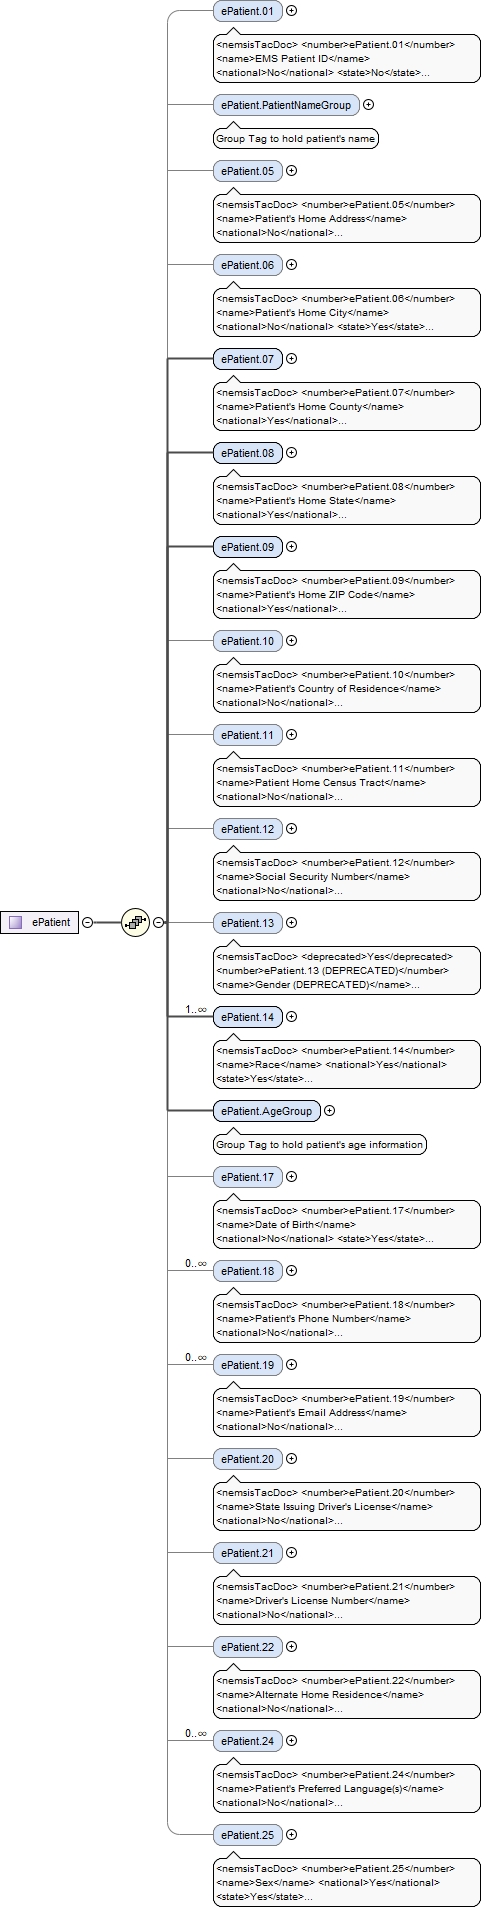 ePatient.01
<nemsisTacDoc> <number>ePatient.01</number>
<name>EMS Patient ID</name>
<national>No</national> <state>No</state>...
ePatient.PatientNameGroup
Group Tag to hold patient's name
ePatient.05
<nemsisTacDoc> <number>ePatient.05</number>
<name>Patient's Home Address</name>
<national>No</national>...
ePatient.06
<nemsisTacDoc> <number>ePatient.06</number>
<name>Patient's Home City</name>
<national>No</national> <state>Yes</state>...
ePatient.07
<nemsisTacDoc> <number>ePatient.07</number>
<name>Patient's Home County</name>
<national>Yes</national>...
ePatient.08
<nemsisTacDoc> <number>ePatient.08</number>
<name>Patient's Home State</name>
<national>Yes</national>...
ePatient.09
<nemsisTacDoc> <number>ePatient.09</number>
<name>Patient's Home ZIP Code</name>
<national>Yes</national>...
ePatient.10
<nemsisTacDoc> <number>ePatient.10</number>
<name>Patient's Country of Residence</name>
<national>No</national>...
ePatient.11
<nemsisTacDoc> <number>ePatient.11</number>
<name>Patient Home Census Tract</name>
<national>No</national>...
ePatient.12
<nemsisTacDoc> <number>ePatient.12</number>
<name>Social Security Number</name>
<national>No</national>...
ePatient
ePatient.13
<nemsisTacDoc> <deprecated>Yes</deprecated>
<number>ePatient.13 (DEPRECATED)</number>
<name>Gender (DEPRECATED)</name>...
1..∞
ePatient.14
<nemsisTacDoc> <number>ePatient.14</number>
<name>Race</name> <national>Yes</national>
<state>Yes</state>...
ePatient.AgeGroup
Group Tag to hold patient's age information
ePatient.17
<nemsisTacDoc> <number>ePatient.17</number>
<name>Date of Birth</name>
<national>No</national> <state>Yes</state>...
0..∞
ePatient.18
<nemsisTacDoc> <number>ePatient.18</number>
<name>Patient's Phone Number</name>
<national>No</national>...
0..∞
ePatient.19
<nemsisTacDoc> <number>ePatient.19</number>
<name>Patient's Email Address</name>
<national>No</national>...
ePatient.20
<nemsisTacDoc> <number>ePatient.20</number>
<name>State Issuing Driver's License</name>
<national>No</national>...
ePatient.21
<nemsisTacDoc> <number>ePatient.21</number>
<name>Driver's License Number</name>
<national>No</national>...
ePatient.22
<nemsisTacDoc> <number>ePatient.22</number>
<name>Alternate Home Residence</name>
<national>No</national>...
0..∞
ePatient.24
<nemsisTacDoc> <number>ePatient.24</number>
<name>Patient's Preferred Language(s)</name>
<national>No</national>...
ePatient.25
<nemsisTacDoc> <number>ePatient.25</number>
<name>Sex</name> <national>Yes</national>
<state>Yes</state>...